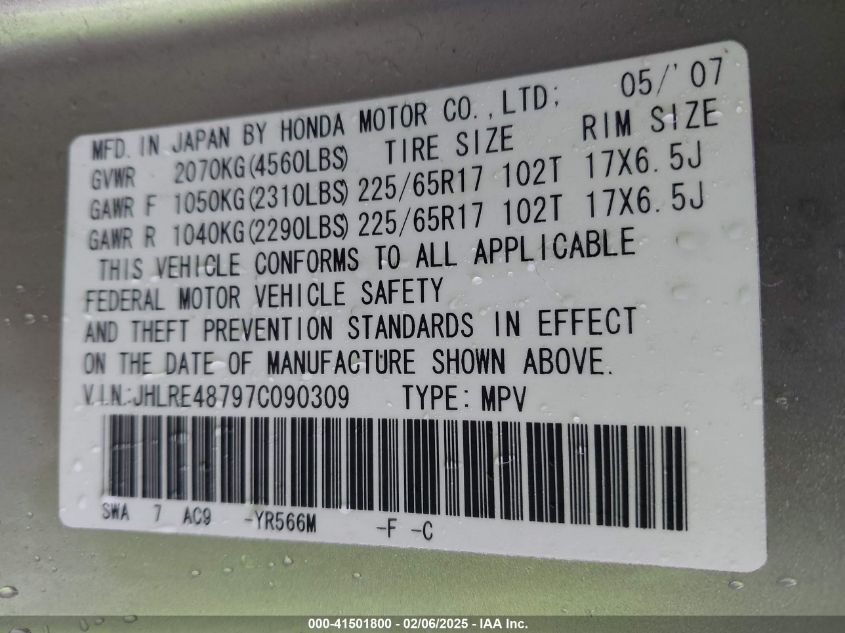 MFD. IN JAPAN BY HONDA MOTOR CO.,LTD; 05/'07
GVWR 2070KG(4560LBS) TIRE SIZE RIM SIZE
GAWR F 1050KG(2310LBS) 225/65R17 102T 17X6.5J
GAWR R 1040KG(2290LBS) 225/65R17 102T 17X6.5J
THIS VEHICLE CONFORMS TO ALL APPLICABLE
FEDERAL MOTOR VEHICLE SAFETY
AND THEFT PREVENTION STANDARDS IN EFFECT
ON THE DATE OF MANUFACTURE SHOWN ABOVE.
V.I.N:JHLRE48797C090309 TYPE: MPV
SWA 7 AC9 -YR566M -F -C
000-41501800 - 02/06/2025 - IAA Inc.